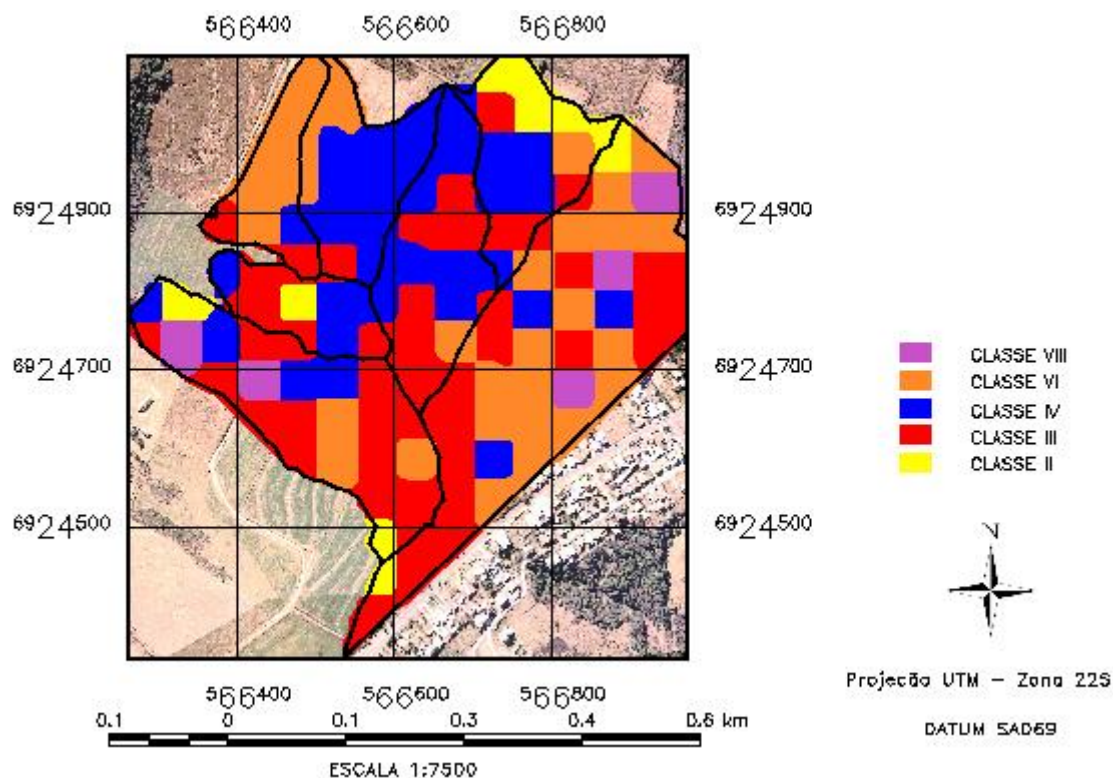 566400 566600 566800
6924900 6924900
6924700 6924700
6924500 6924500
CLASSE VIII
CLASSE VI
CLASSE IV
CLASSE III
CLASSE II
N
566400 566600 566800
0.1 0 0.1 0.3 0.4 0.6 km
ESCALA 1:7500
Projecão UTM - Zona 22S
DATUM SAD69